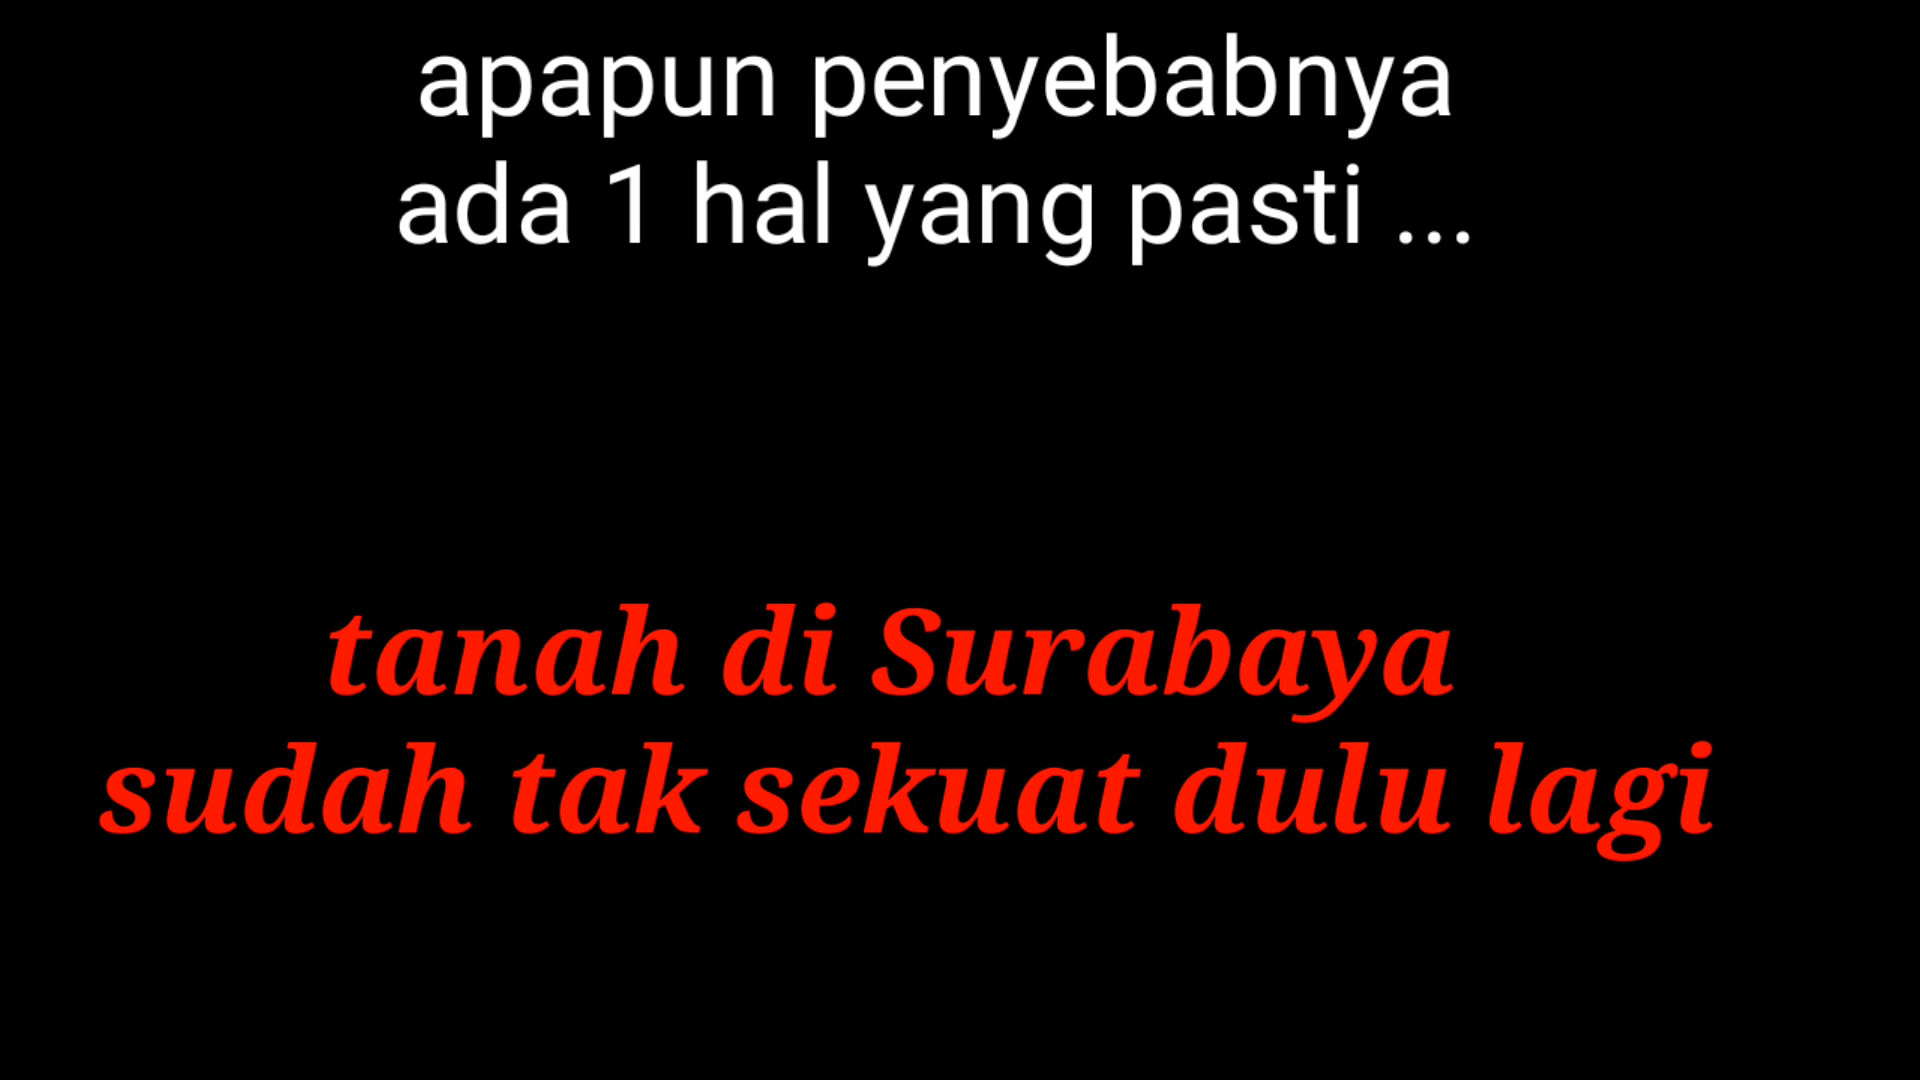 apapun penyebabnya
ada 1 hal yang pasti ...
tanah di Surabaya
sudah tak sekuat dulu lagi